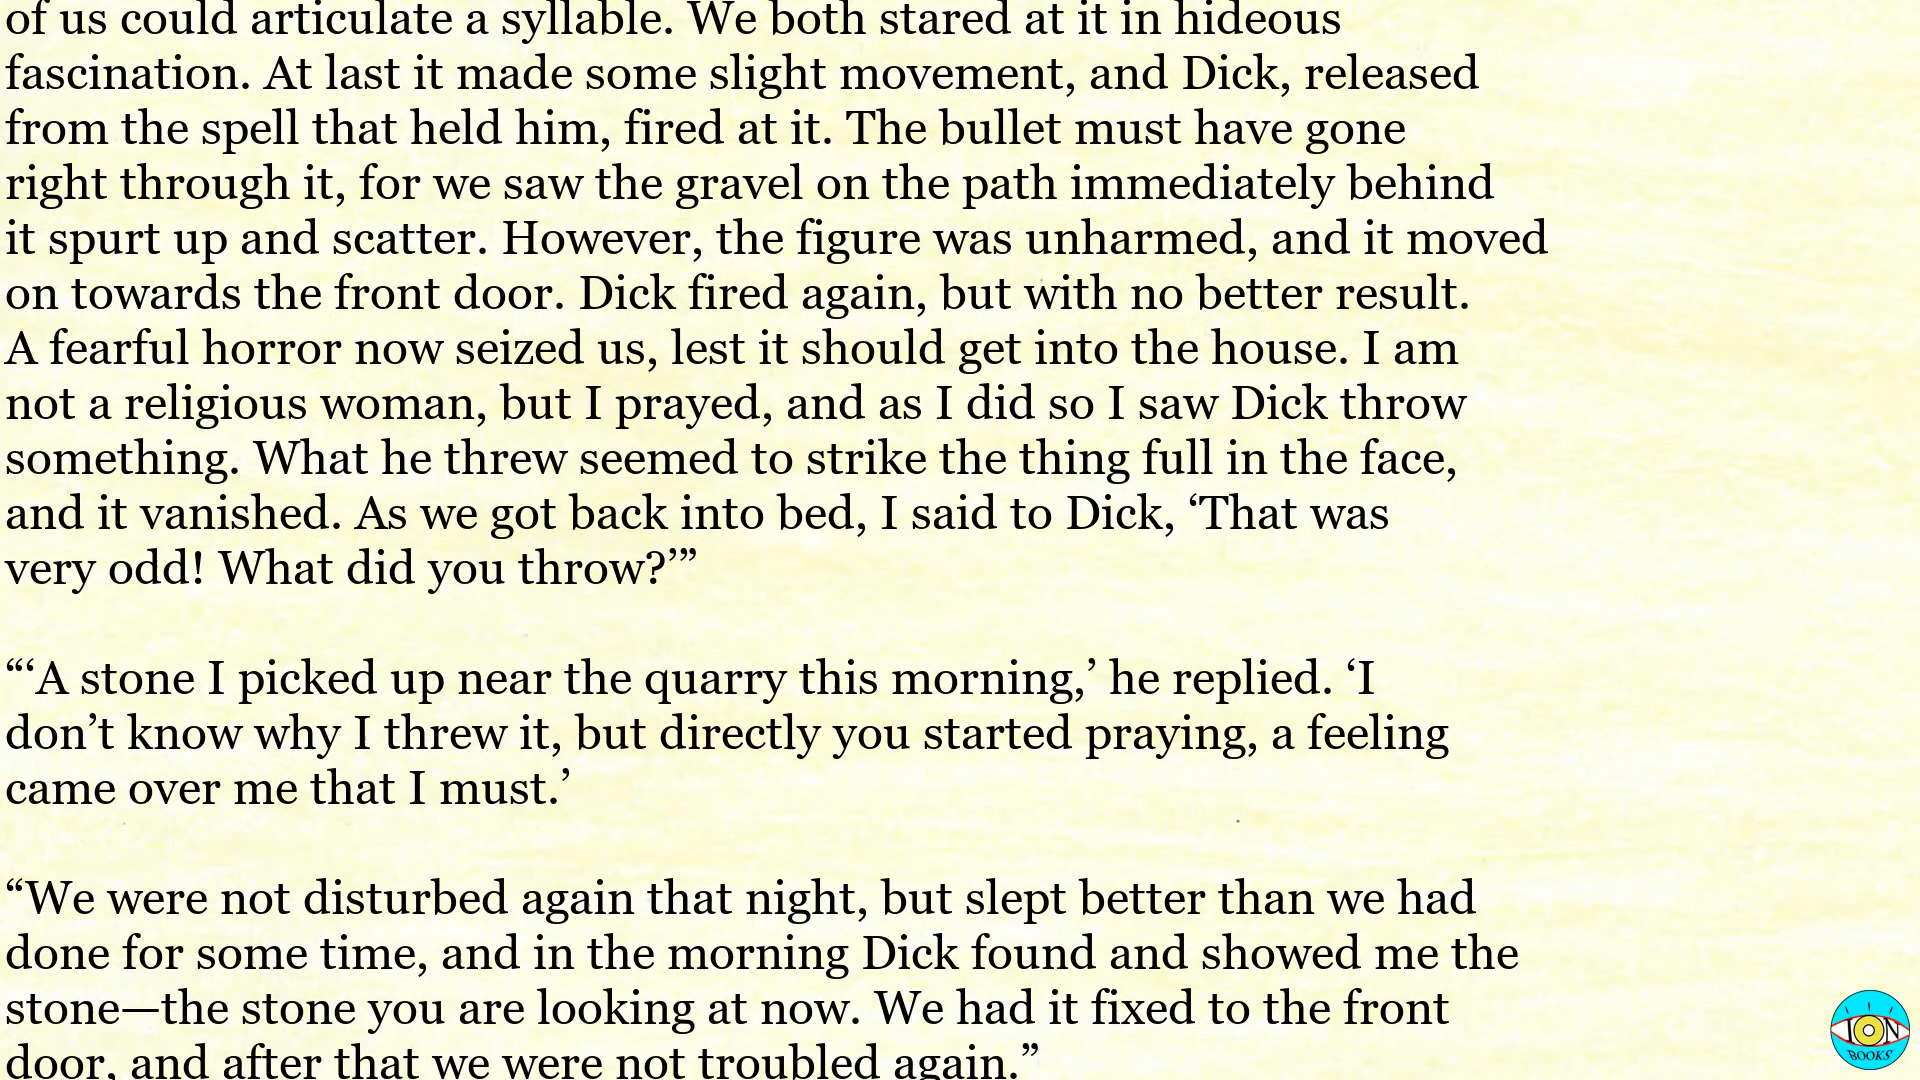 of us could articulate a syllable. We both stared at it in hideous
fascination. At last it made some slight movement, and Dick, released
from the spell that held him, fired at it. The bullet must have gone
right through it, for we saw the gravel on the path immediately behind
it spurt up and scatter. However, the figure was unharmed, and it moved
on towards the front door. Dick fired again, but with no better result.
A fearful horror now seized us, lest it should get into the house. I am
not a religious woman, but I prayed, and as I did so I saw Dick throw
something. What he threw seemed to strike the thing full in the face,
and it vanished. As we got back into bed, I said to Dick, ‘That was
very odd! What did you throw?’”
“‘A stone I picked up near the quarry this morning,’ he replied. ‘I
don’t know why I threw it, but directly you started praying, a feeling
came over me that I must.’
“We were not disturbed again that night, but slept better than we had
done for some time, and in the morning Dick found and showed me the
stone—the stone you are looking at now. We had it fixed to the front
door, and after that we were not troubled again.”
ION
BOOKS